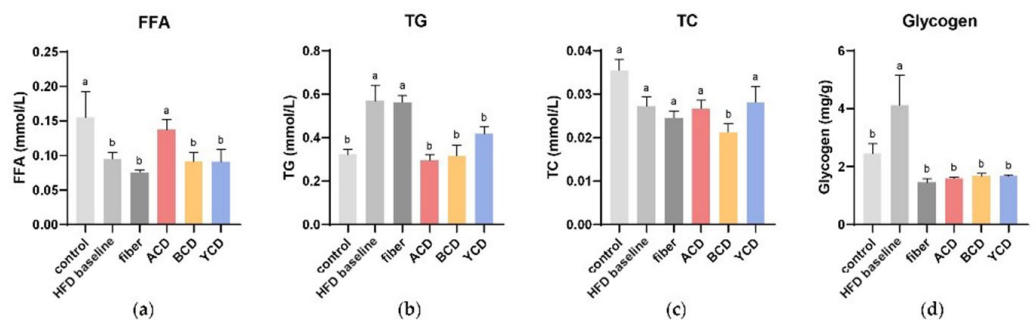 FFA
FFA (mmol/L)
0.25
0.20
0.15
0.10
0.05
0.00
a
b
b
a
b
b
control
HFD baseline
fiber
ACD
BCD
YCD
(a)
TG
TG (mmol/L)
0.8
0.6
0.4
0.2
0.0
b
a
a
b
b
b
control
HFD baseline
fiber
ACD
BCD
YCD
(b)
TC
TC (mmol/L)
0.04
0.03
0.02
0.01
0.00
a
a
a
a
b
a
control
HFD baseline
fiber
ACD
BCD
YCD
(c)
Glycogen
Glycogen (mg/g)
6
4
2
0
b
a
b
b
b
b
control
HFD baseline
fiber
ACD
BCD
YCD
(d)